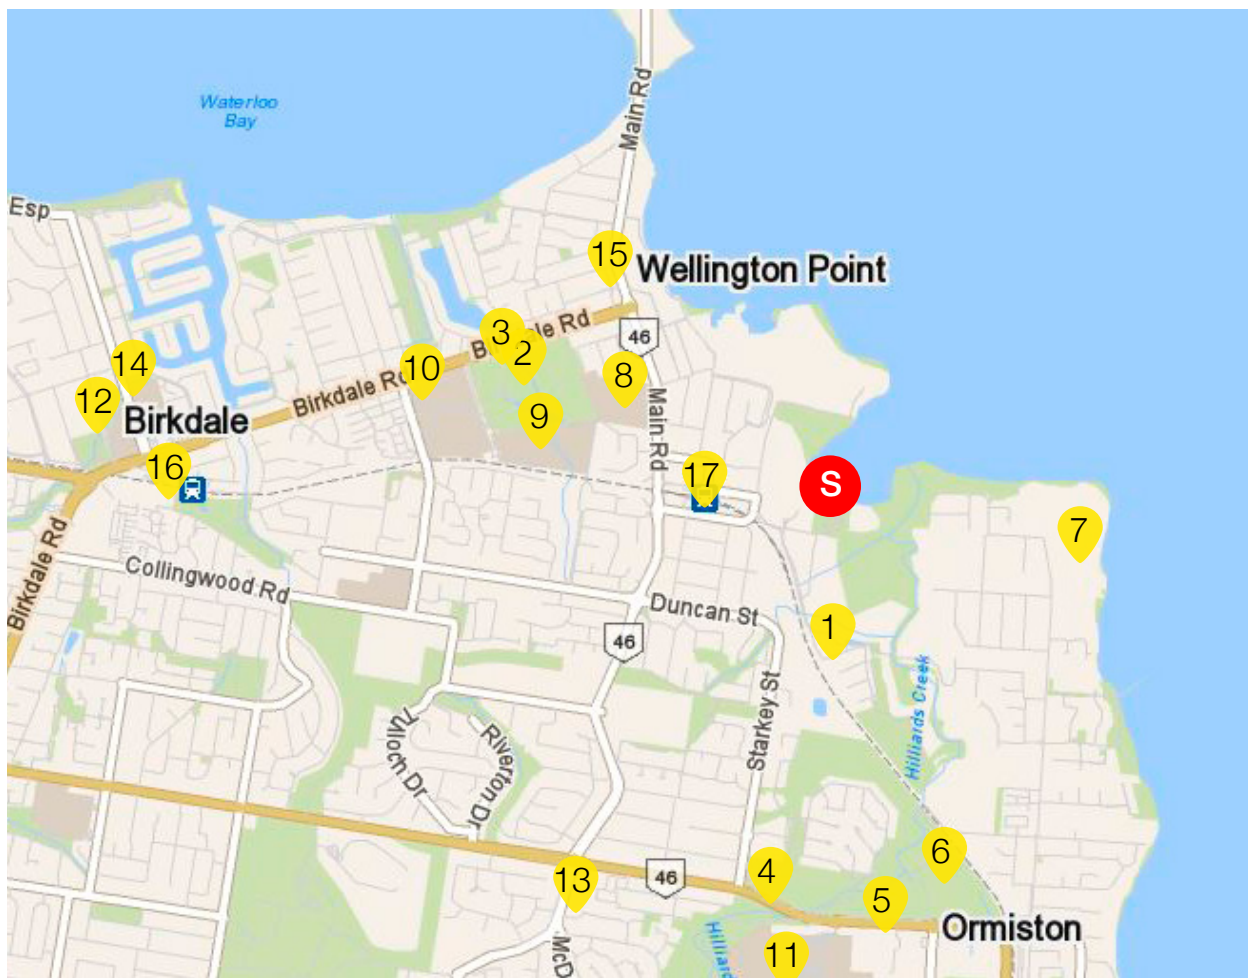 Waterloo
Bay
Main Rd
Esp
15
Wellington Point
3
Birkdale Rd
2
46
14
10
8
12
Birkdale Rd
Birkdale
9
Main Rd
16
17
S
7
Birkdale Rd
Collingwood Rd
Duncan St
1
46
Hilliards Creek
Starkey St
Tulloch Dr
Riverton Dr
6
13
46
4
5
Ormiston
Hilliards
McD
11